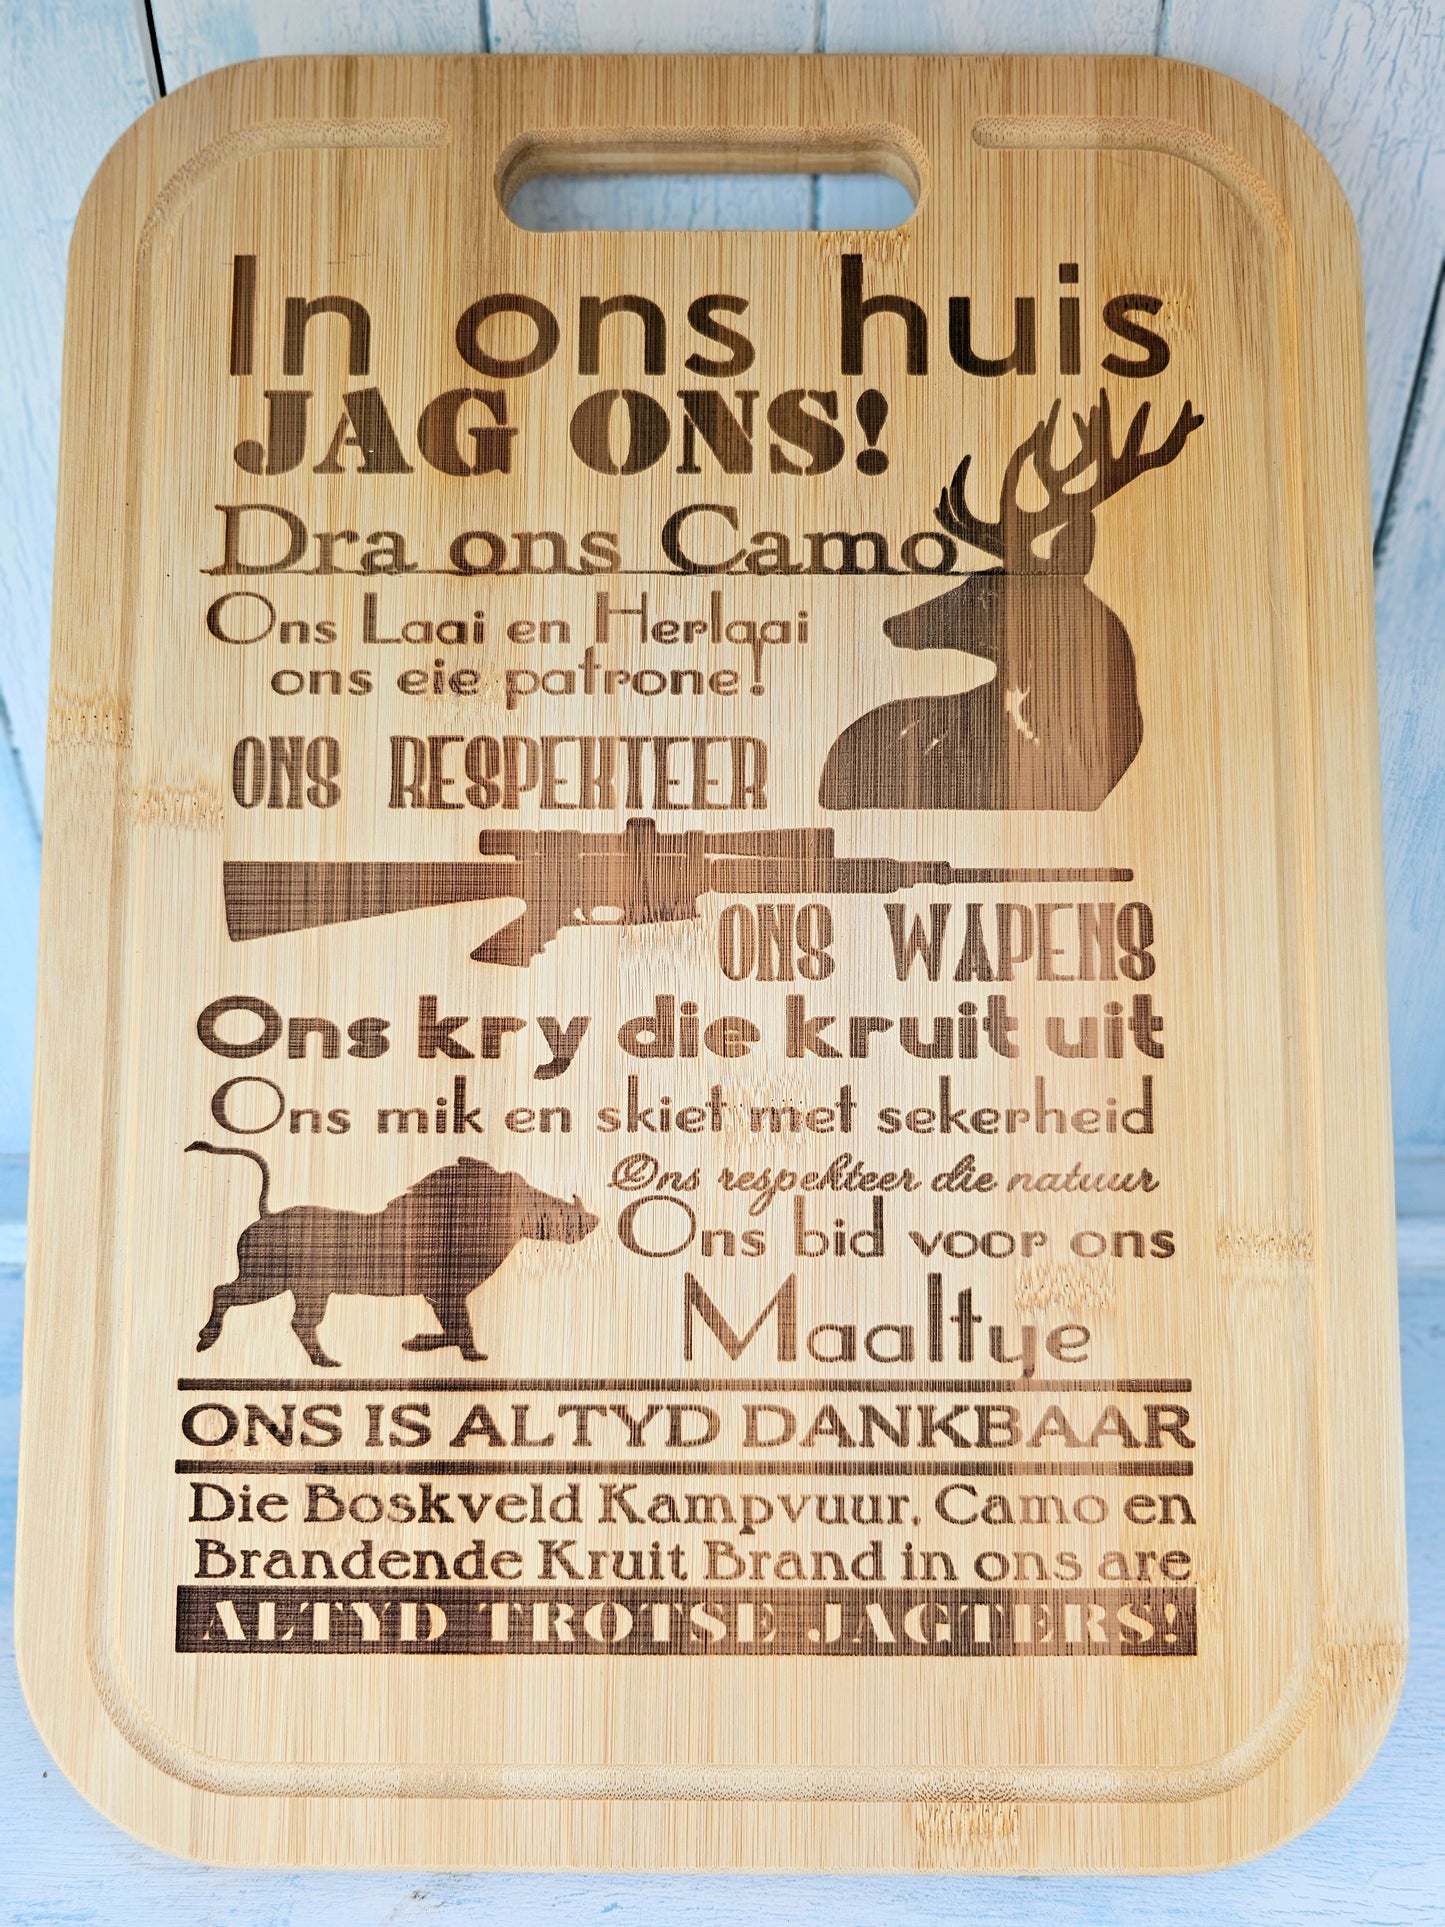 In ons huis
JAG ONS!
Dra ons Camo
Ons Laai en Herlaai
ons eie patrone!
ONS RESPEKTEER
ONS WAPENS
Ons kry die kruit uit
Ons mik en skiet met sekerheid
Ons respekteer die natuur
Ons bid voor ons
Maaltye
ONS IS ALTYD DANKBAAR
Die Boskveld Kampvuur, Camo en
Brandende Kruit Brand in ons are
ALTYD TROTSE JAGTERS!